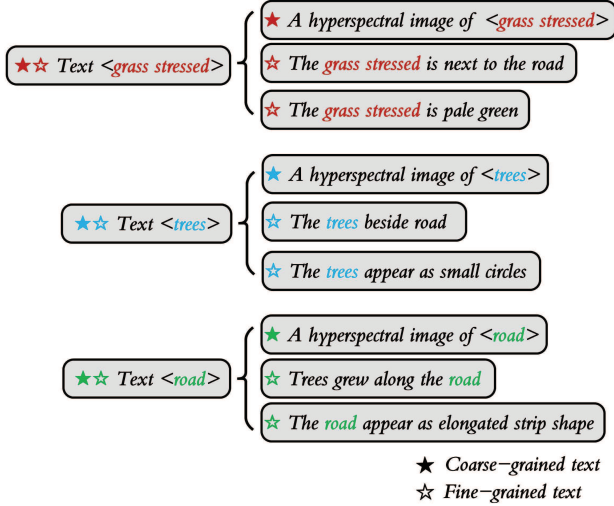 A hyperspectral image of <grass stressed>
Text <grass stressed>
The grass stressed is next to the road
The grass stressed is pale green
A hyperspectral image of <trees>
Text <trees>
The trees beside road
The trees appear as small circles
A hyperspectral image of <road>
Text <road>
Trees grew along the road
The road appear as elongated strip shape
Coarse-grained text
Fine-grained text